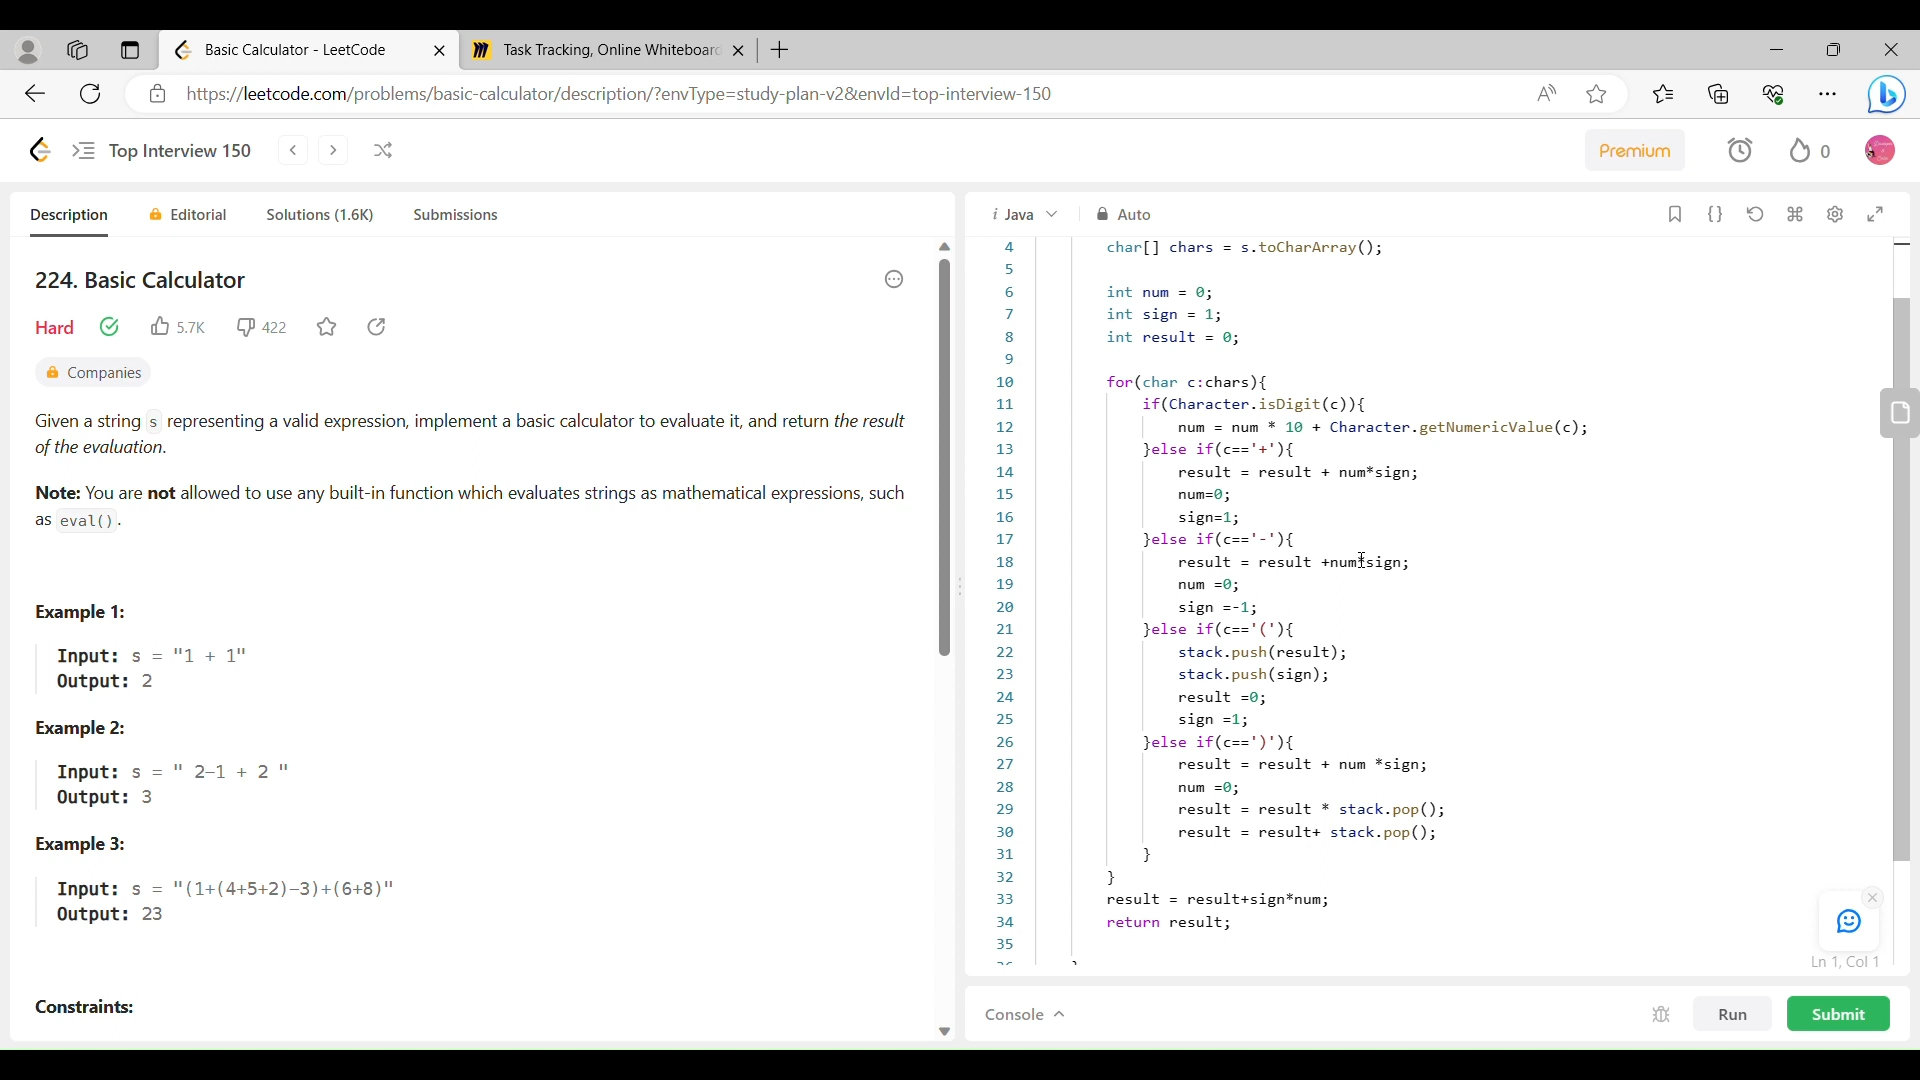 Basic Calculator - LeetCode
Task Tracking, Online Whiteboard
https://leetcode.com/problems/basic-calculator/description/?envType=study-plan-v2&envId=top-interview-150
Top Interview 150
Premium
0
Description
Editorial
Solutions (1.6K)
Submissions
224. Basic Calculator
Hard
5.7K
422
Companies
Given a string s representing a valid expression, implement a basic calculator to evaluate it, and return the result
of the evaluation.
Note: You are not allowed to use any built-in function which evaluates strings as mathematical expressions, such
as eval().
Example 1:
Input: s = "1 + 1"
Output: 2
Example 2:
Input: s = " 2-1 + 2 "
Output: 3
Example 3:
Input: s = "(1+(4+5+2)-3)+(6+8)"
Output: 23
Constraints:
i Java
Auto
4 char[] chars = s.toCharArray();
5
6 int num = 0;
7 int sign = 1;
8 int result = 0;
9
10 for(char c:chars){
11 if(Character.isDigit(c)){
12 num = num * 10 + Character.getNumericValue(c);
13 }else if(c=='+'){
14 result = result + num*sign;
15 num=0;
16 sign=1;
17 }else if(c=='-'){
18 result = result +num*sign;
19 num =0;
20 sign =-1;
21 }else if(c=='('){
22 stack.push(result);
23 stack.push(sign);
24 result =0;
25 sign =1;
26 }else if(c==')'){
27 result = result + num *sign;
28 num =0;
29 result = result * stack.pop();
30 result = result+ stack.pop();
31 }
32 }
33 result = result+sign*num;
34 return result;
35
Ln 1, Col 1
Console
Run
Submit